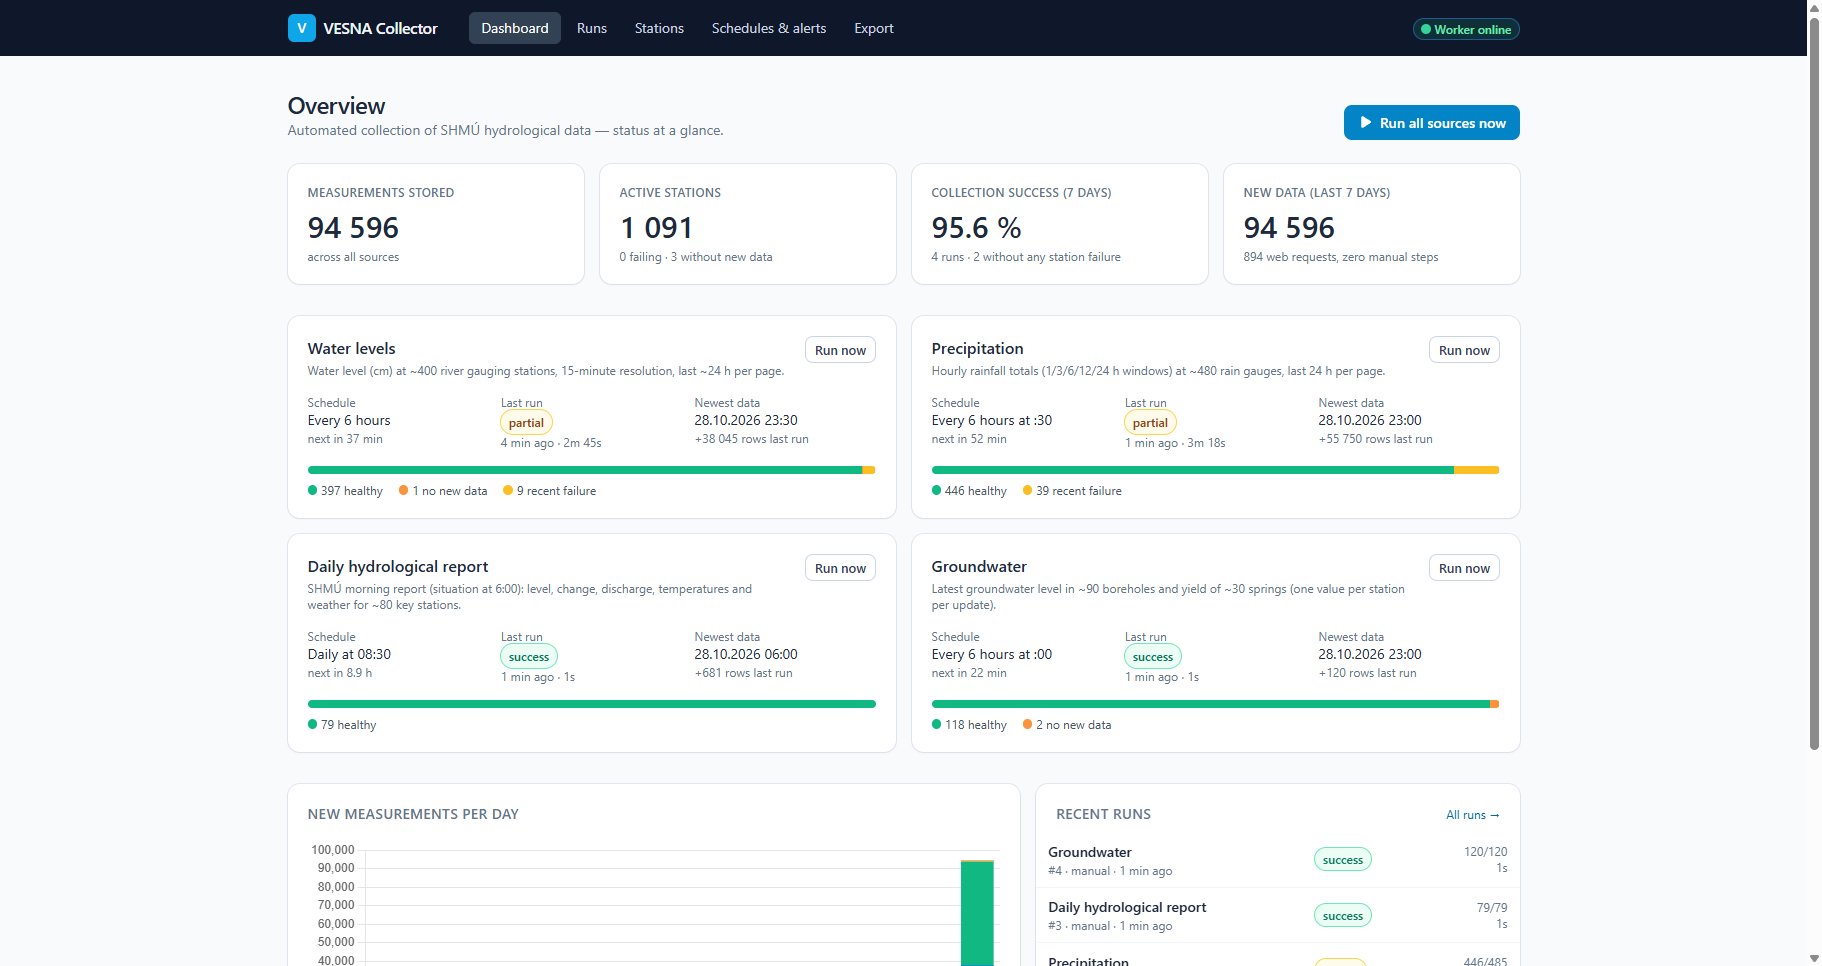 V VESNA Collector Dashboard Runs Stations Schedules & alerts Export Worker online
Overview
Automated collection of SHMÚ hydrological data — status at a glance.
Run all sources now
MEASUREMENTS STORED
94 596
across all sources
ACTIVE STATIONS
1 091
0 failing · 3 without new data
COLLECTION SUCCESS (7 DAYS)
95.6 %
4 runs · 2 without any station failure
NEW DATA (LAST 7 DAYS)
94 596
894 web requests, zero manual steps
Water levels
Run now
Water level (cm) at ~400 river gauging stations, 15-minute resolution, last ~24 h per page.
Schedule
Every 6 hours
next in 37 min
Last run
partial
4 min ago · 2m 45s
Newest data
28.10.2026 23:30
+38 045 rows last run
397 healthy 1 no new data 9 recent failure
Precipitation
Run now
Hourly rainfall totals (1/3/6/12/24 h windows) at ~480 rain gauges, last 24 h per page.
Schedule
Every 6 hours at :30
next in 52 min
Last run
partial
1 min ago · 3m 18s
Newest data
28.10.2026 23:00
+55 750 rows last run
446 healthy 39 recent failure
Daily hydrological report
Run now
SHMÚ morning report (situation at 6:00): level, change, discharge, temperatures and
weather for ~80 key stations.
Schedule
Daily at 08:30
next in 8.9 h
Last run
success
1 min ago · 1s
Newest data
28.10.2026 06:00
+681 rows last run
79 healthy
Groundwater
Run now
Latest groundwater level in ~90 boreholes and yield of ~30 springs (one value per station
per update).
Schedule
Every 6 hours at :00
next in 22 min
Last run
success
1 min ago · 1s
Newest data
28.10.2026 23:00
+120 rows last run
118 healthy 2 no new data
NEW MEASUREMENTS PER DAY
100,000
90,000
80,000
70,000
60,000
50,000
40,000
RECENT RUNS
All runs →
Groundwater
#4 · manual · 1 min ago
success
120/120
1s
Daily hydrological report
#3 · manual · 1 min ago
success
79/79
1s
Precipitation
446/485